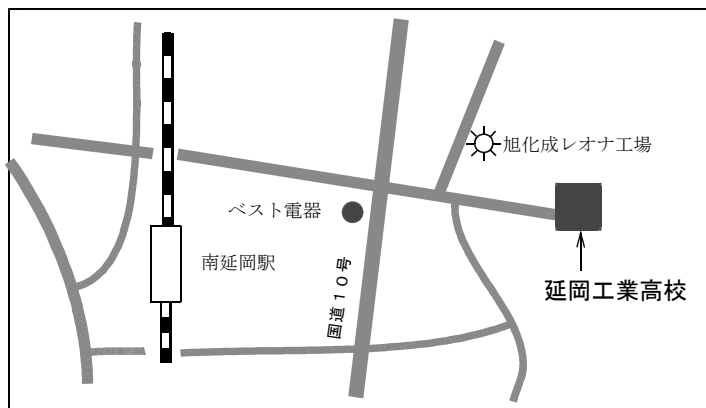 旭化成レオナ工場
ベスト電器
南延岡駅
国道１０号
延岡工業高校